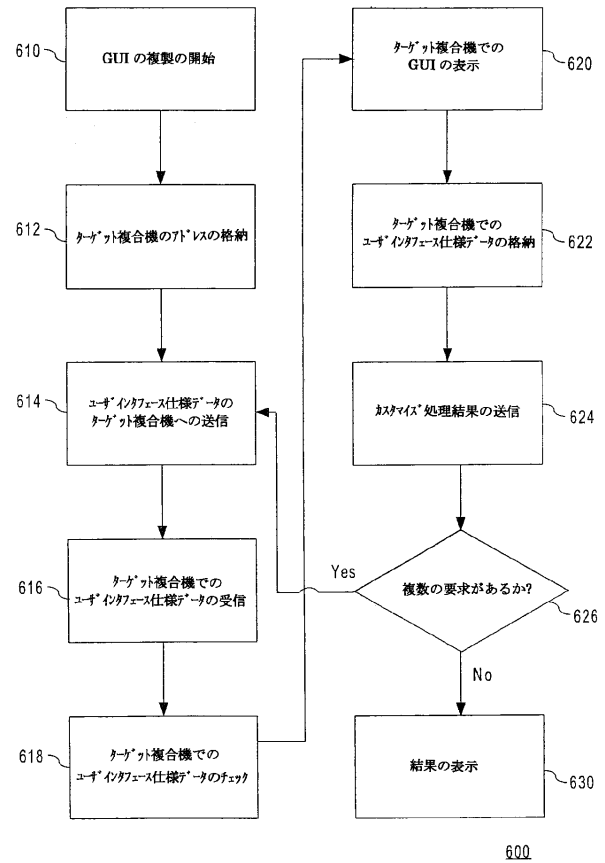 610
GUI の複製の開始
612
ﾀｰｹﾞｯﾄ複合機のｱﾄﾞﾚｽの格納
614
ﾕｰｻﾞｲﾝﾀﾌｪｰｽ仕様ﾃﾞｰﾀの
ﾀｰｹﾞｯﾄ複合機への送信
616
ﾀｰｹﾞｯﾄ複合機での
ﾕｰｻﾞｲﾝﾀﾌｪｰｽ仕様ﾃﾞｰﾀの受信
618
ﾀｰｹﾞｯﾄ複合機での
ﾕｰｻﾞｲﾝﾀﾌｪｰｽ仕様ﾃﾞｰﾀのﾁｪｯｸ
ﾀｰｹﾞｯﾄ複合機での
GUI の表示
620
ﾀｰｹﾞｯﾄ複合機での
ﾕｰｻﾞｲﾝﾀﾌｪｰｽ仕様ﾃﾞｰﾀの格納
622
ｶｽﾀﾏｲｽﾞ処理結果の送信
624
Yes
複数の要求があるか?
626
No
結果の表示
630
600